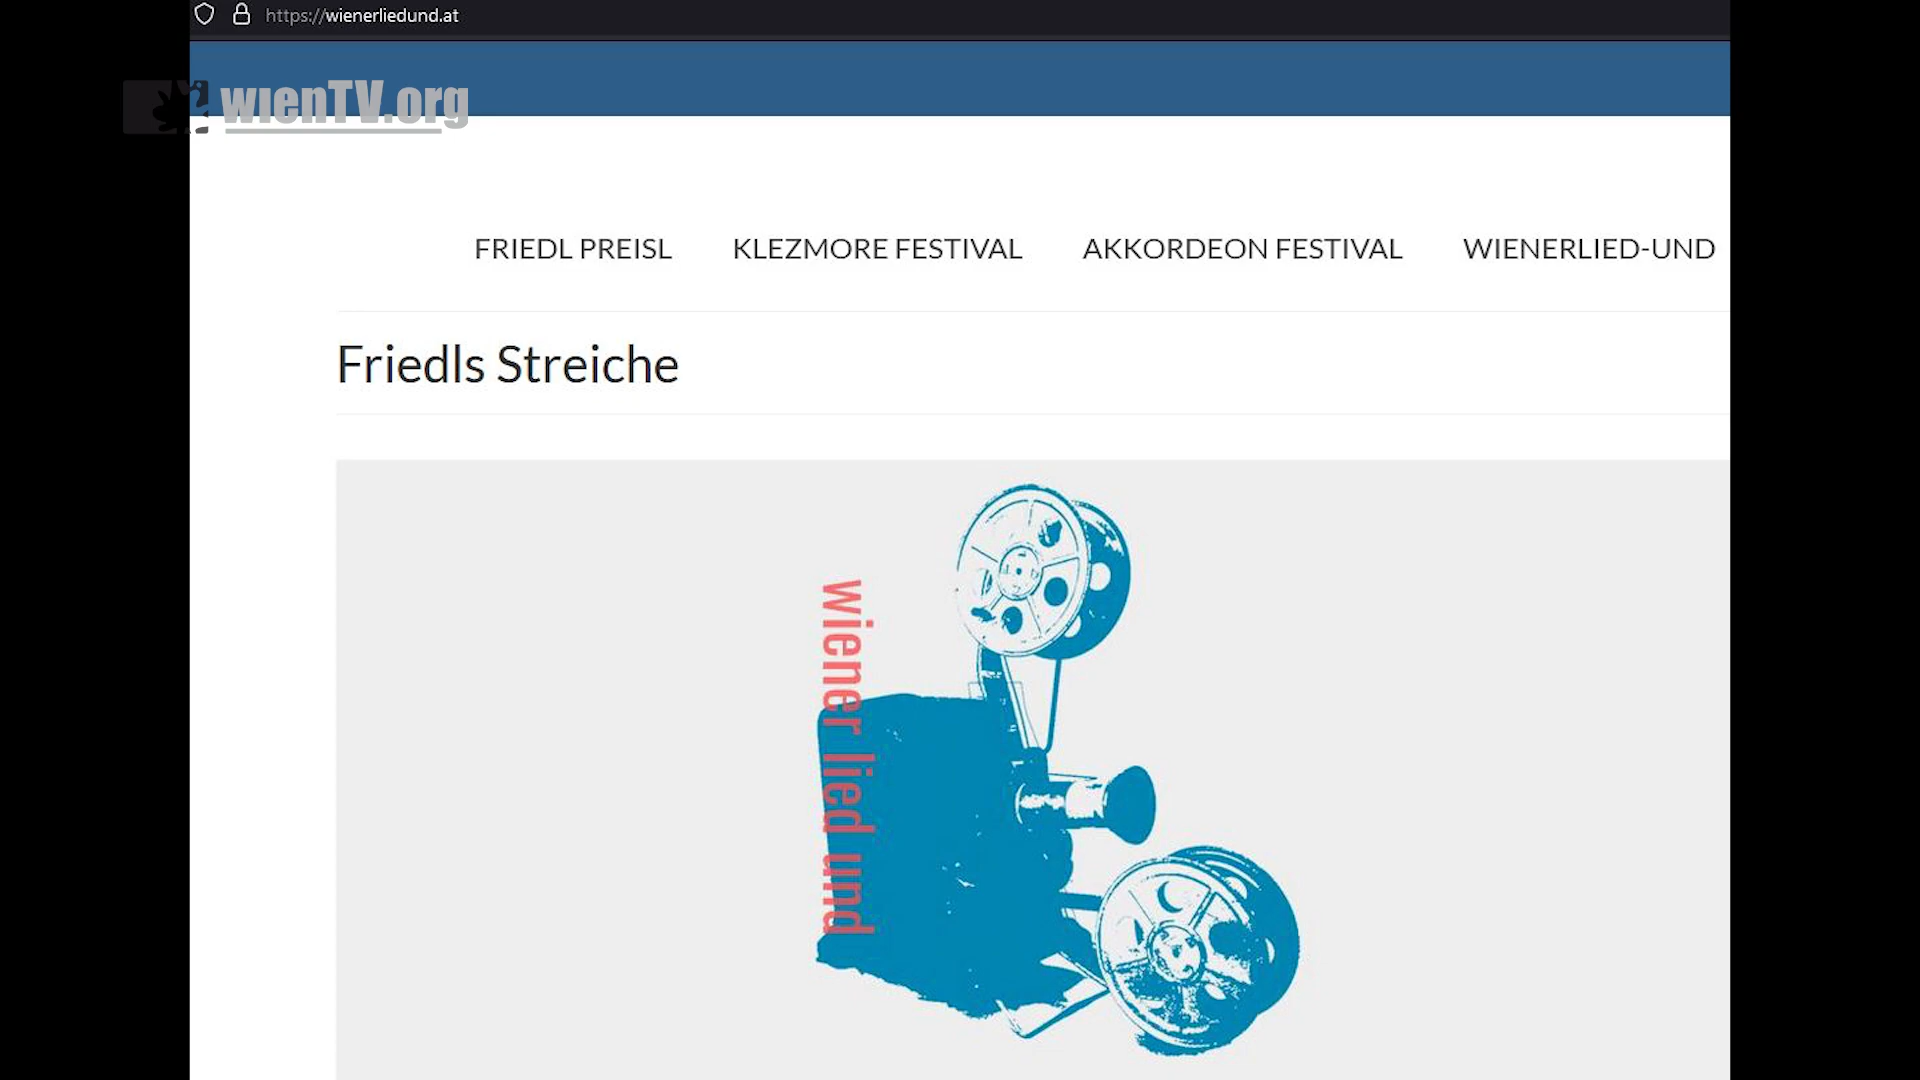 https://wienerliedund.at
wienTV.org
FRIEDL PREISL KLEZMORE FESTIVAL AKKORDEON FESTIVAL WIENERLIED-UND
Friedls Streiche
wiener lied und